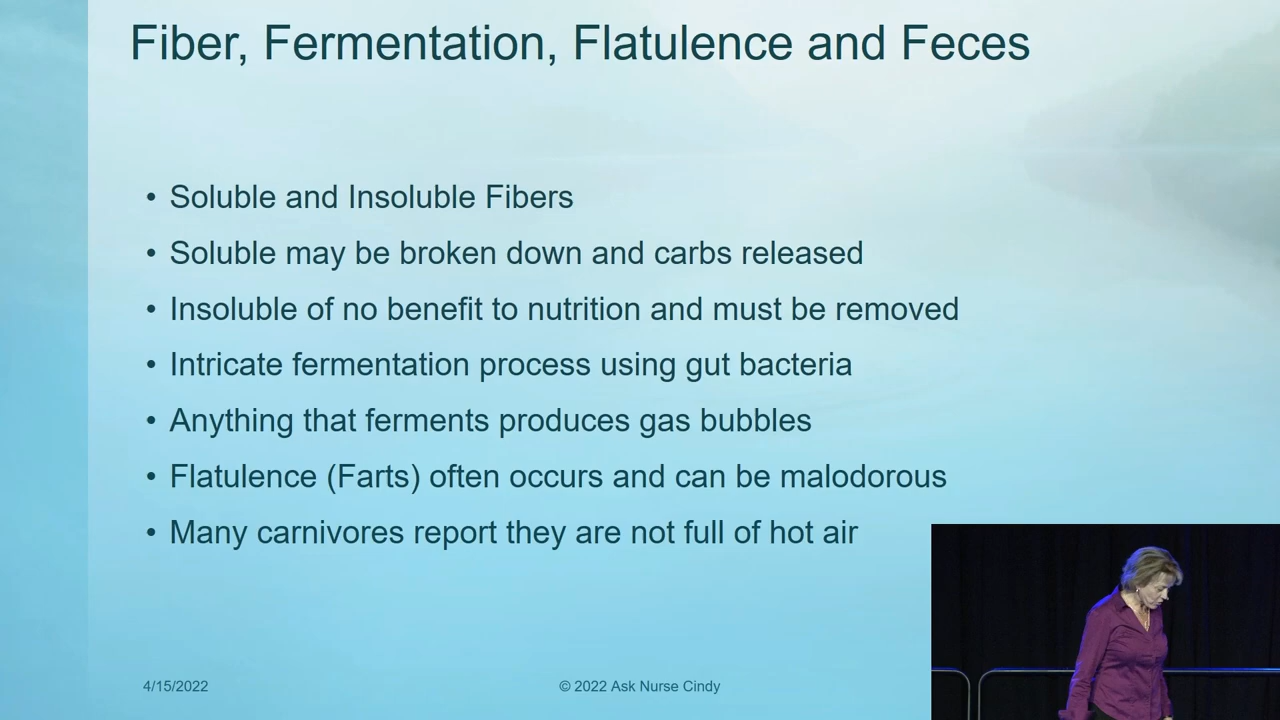 Fiber, Fermentation, Flatulence and Feces
• Soluble and Insoluble Fibers
• Soluble may be broken down and carbs released
• Insoluble of no benefit to nutrition and must be removed
• Intricate fermentation process using gut bacteria
• Anything that ferments produces gas bubbles
• Flatulence (Farts) often occurs and can be malodorous
• Many carnivores report they are not full of hot air
4/15/2022
© 2022 Ask Nurse Cindy